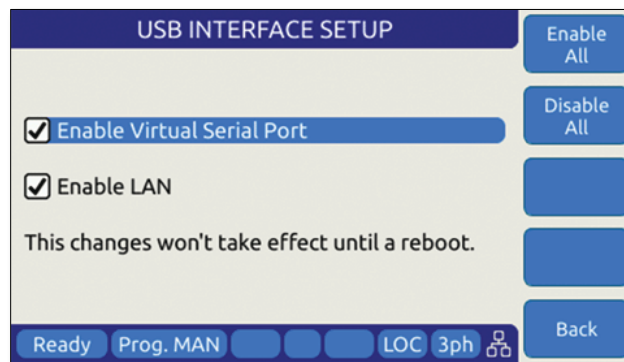 USB INTERFACE SETUP
Enable
All
Disable
All
Enable Virtual Serial Port
Enable LAN
This changes won't take effect until a reboot.
Back
Ready Prog. MAN LOC 3ph